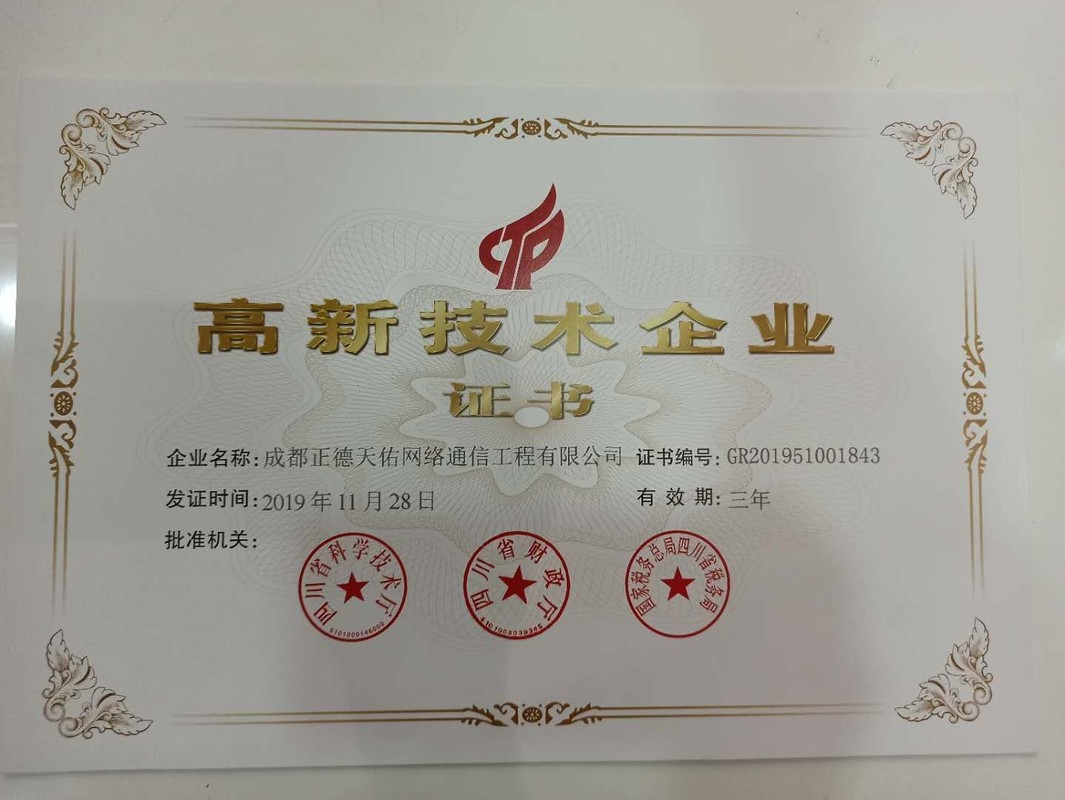 高新技术企业
证书
企业名称：成都正德天佑网络通信工程有限公司 证书编号：GR201951001843
发证时间：2019年11月28日 有效期：三年
批准机关：
四川省科学技术厅
四川省财政厅
国家税务总局四川省税务局